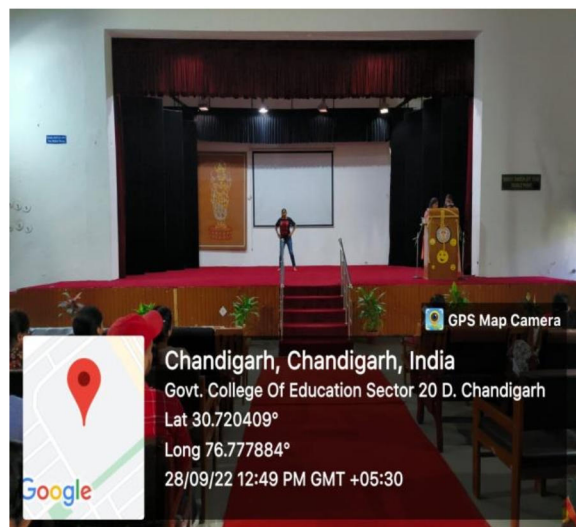 GPS Map Camera
Chandigarh, Chandigarh, India
Govt. College Of Education Sector 20 D. Chandigarh
Lat 30.720409°
Long 76.777884°
28/09/22 12:49 PM GMT +05:30
Google